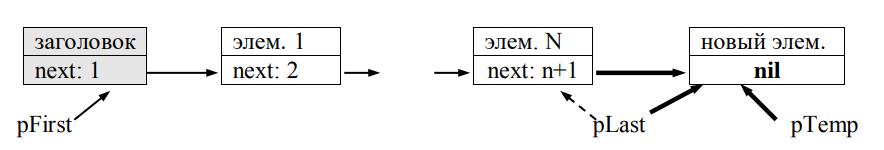 заголовок
next: 1
элем. 1
next: 2
элем. N
next: n+1
новый элем.
nil
pFirst
pLast
pTemp